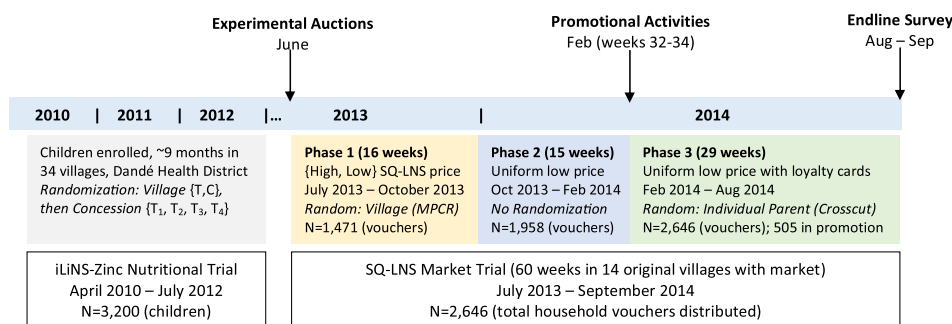 Experimental Auctions
June
Promotional Activities
Feb (weeks 32-34)
Endline Survey
Aug – Sep
2010 | 2011 | 2012 |... 2013 | 2014
Children enrolled, ~9 months in
34 villages, Dandé Health District
Randomization: Village {T,C},
then Concession {T₁, T₂, T₃, T₄}
Phase 1 (16 weeks)
{High, Low} SQ-LNS price
July 2013 – October 2013
Random: Village (MPCR)
N=1,471 (vouchers)
Phase 2 (15 weeks)
Uniform low price
Oct 2013 – Feb 2014
No Randomization
N=1,958 (vouchers)
Phase 3 (29 weeks)
Uniform low price with loyalty cards
Feb 2014 – Aug 2014
Random: Individual Parent (Crosscut)
N=2,646 (vouchers); 505 in promotion
iLiNS-Zinc Nutritional Trial
April 2010 – July 2012
N=3,200 (children)
SQ-LNS Market Trial (60 weeks in 14 original villages with market)
July 2013 – September 2014
N=2,646 (total household vouchers distributed)